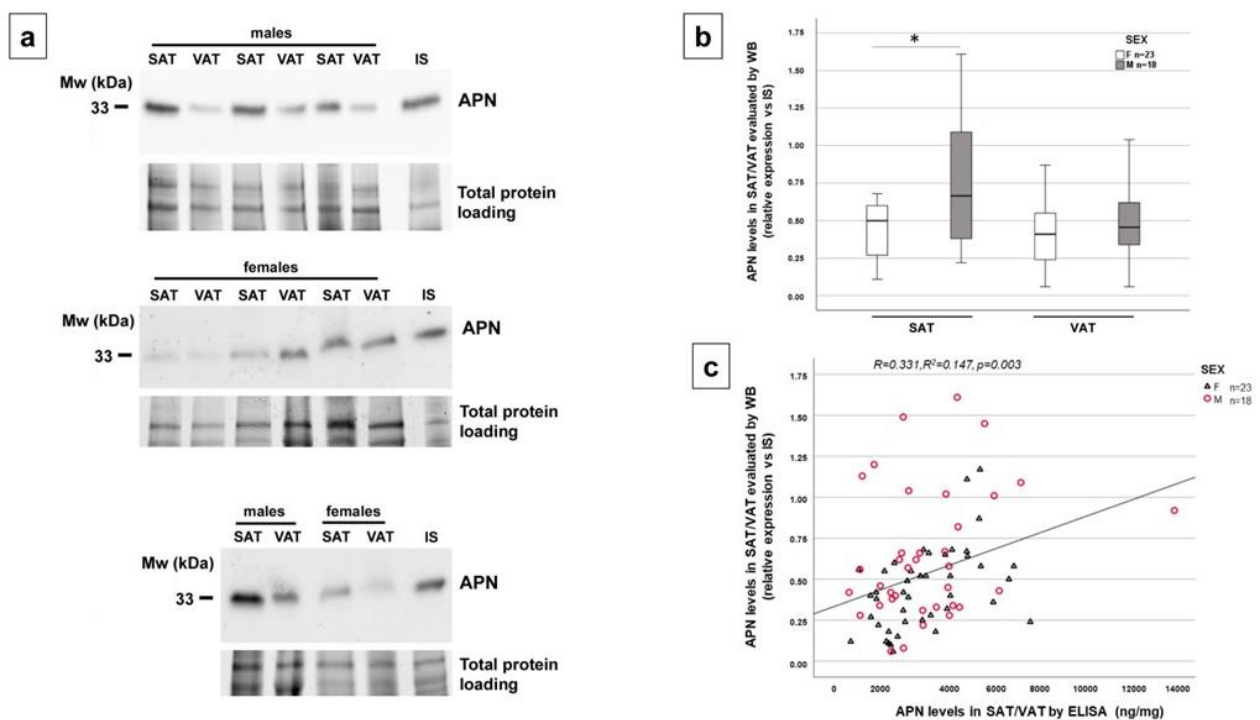 a
males
SAT VAT SAT VAT SAT VAT IS
Mw (kDa)
33
APN
Total protein
loading
females
SAT VAT SAT VAT SAT VAT IS
Mw (kDa)
33
APN
Total protein
loading
males females
SAT VAT SAT VAT IS
Mw (kDa)
33
APN
Total protein
loading
b
APN levels in SAT/VAT evaluated by WB
(relative expression vs IS)
1.75
1.50
1.25
1.00
0.75
0.50
0.25
0.00
*
SEX
F n=23
M n=18
SAT VAT
c
R=0.331,R²=0.147,p=0.003
APN levels in SAT/VAT evaluated by WB
(relative expression vs IS)
1.75
1.50
1.25
1.00
0.75
0.50
0.25
0.00
SEX
F n=23
M n=18
0 2000 4000 6000 8000 10000 12000 14000
APN levels in SAT/VAT by ELISA (ng/mg)